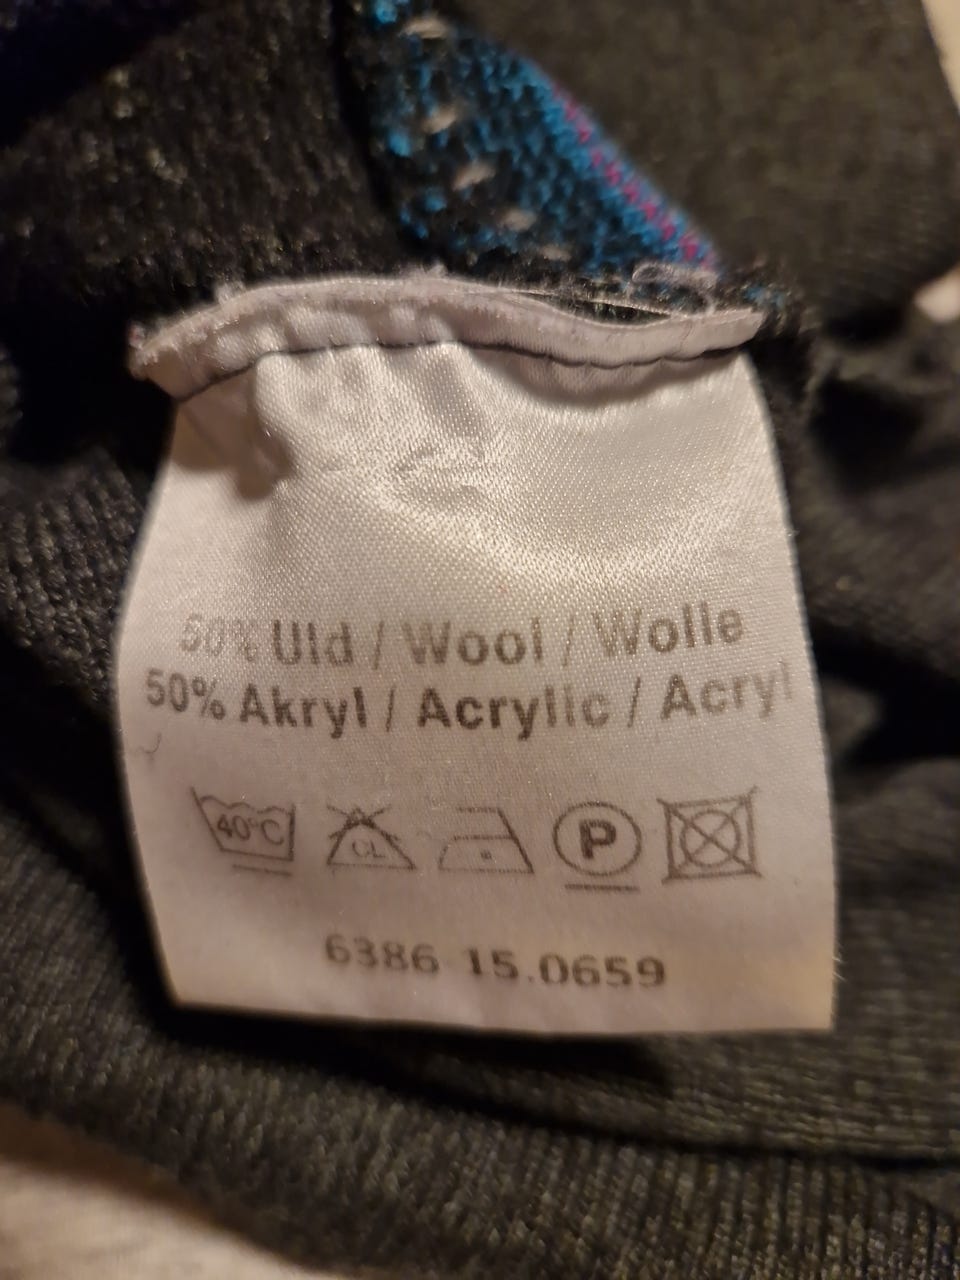 50% Uld / Wool / Wolle
50% Akryl / Acrylic / Acryl
40°C CL P
6386 15.0659